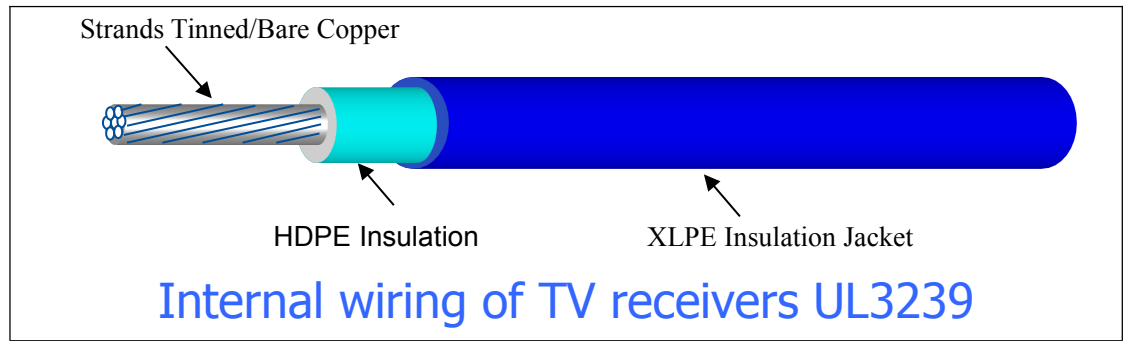 Strands Tinned/Bare Copper
HDPE Insulation
XLPE Insulation Jacket
Internal wiring of TV receivers UL3239